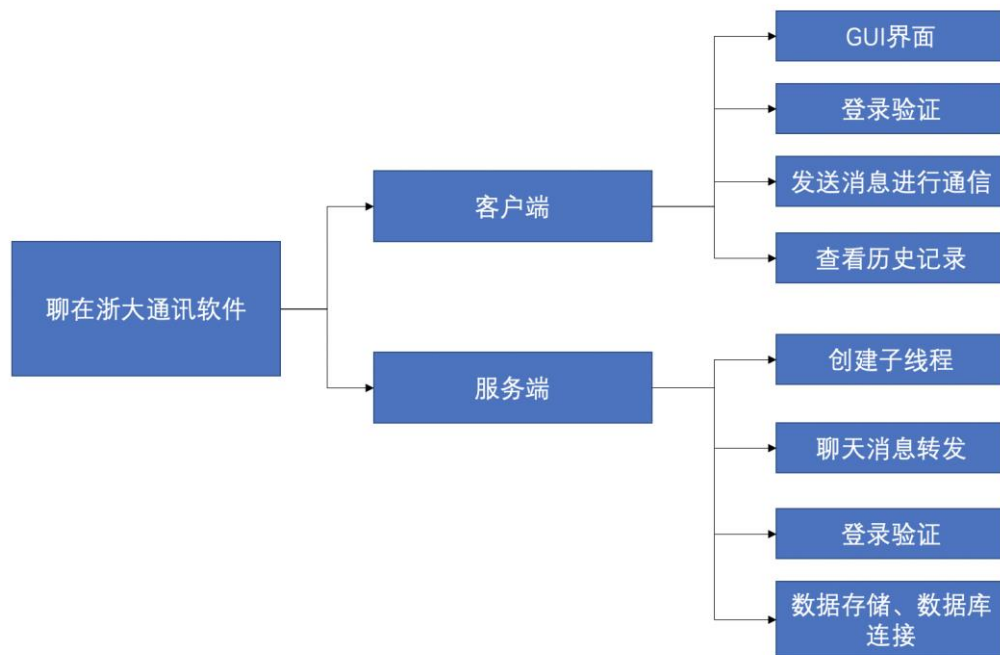 聊在浙大通讯软件
客户端
GUI界面
登录验证
发送消息进行通信
查看历史记录
服务端
创建子线程
聊天消息转发
登录验证
数据存储、数据库
连接